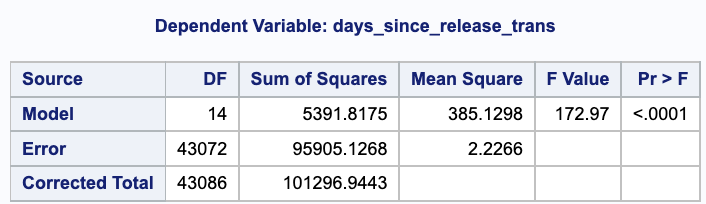 Dependent Variable: days_since_release_trans
Source DF Sum of Squares Mean Square F Value Pr > F
Model 14 5391.8175 385.1298 172.97 <.0001
Error 43072 95905.1268 2.2266
Corrected Total 43086 101296.9443